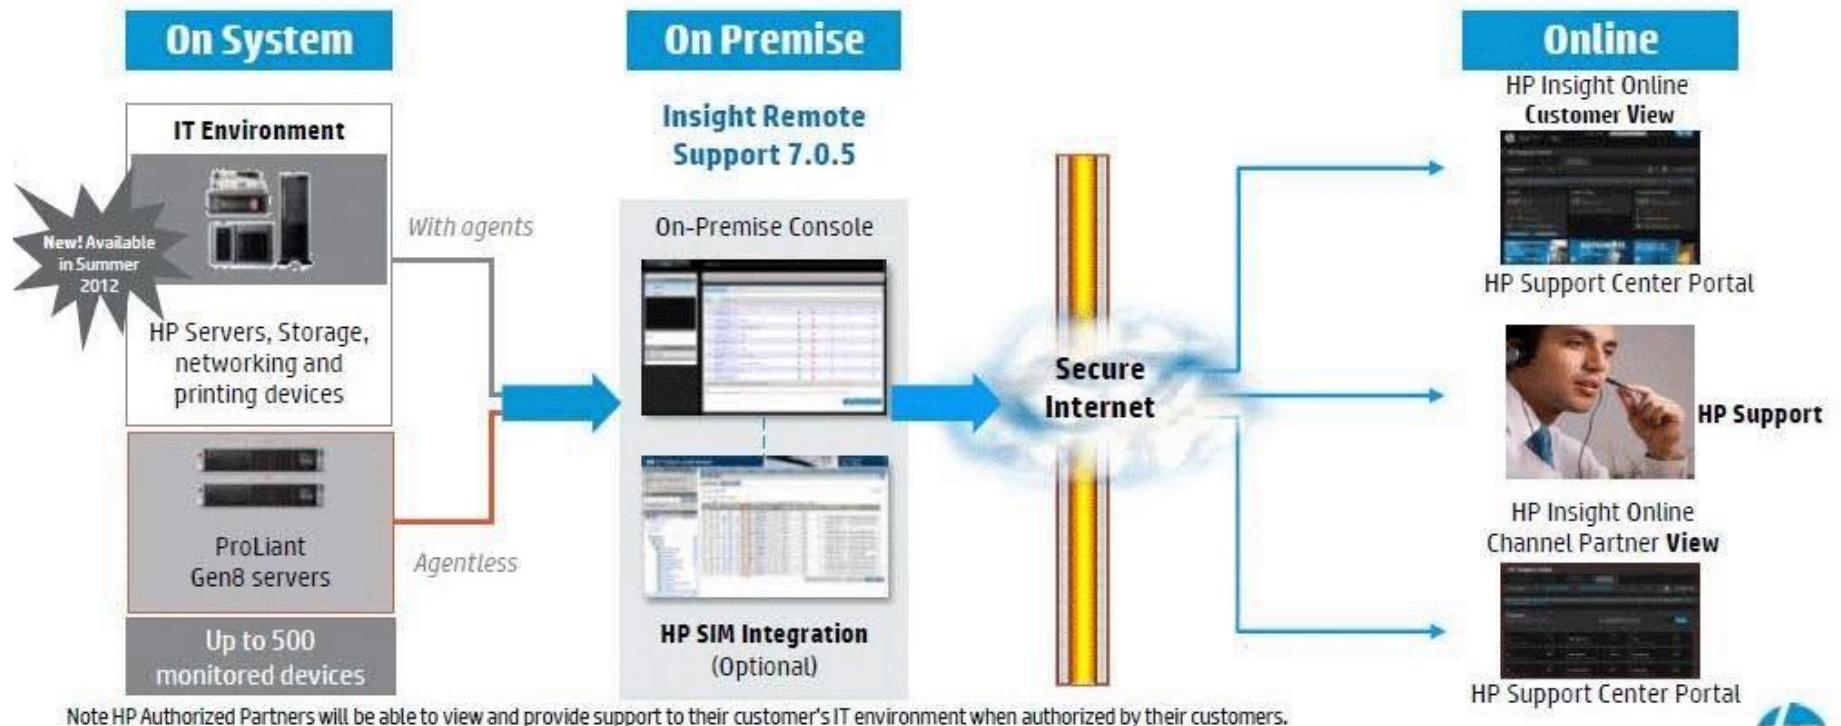 On System
On Premise
Online
IT Environment
New! Available
in Summer
2012
HP Servers, Storage,
networking and
printing devices
ProLiant
Gen8 servers
Up to 500
monitored devices
With agents
Agentless
Insight Remote
Support 7.0.5
On-Premise Console
HP SIM Integration
(Optional)
Secure
Internet
HP Insight Online
Customer View
HP Support Center Portal
HP Support
HP Insight Online
Channel Partner View
HP Support Center Portal
Note HP Authorized Partners will be able to view and provide support to their customer's IT environment when authorized by their customers.